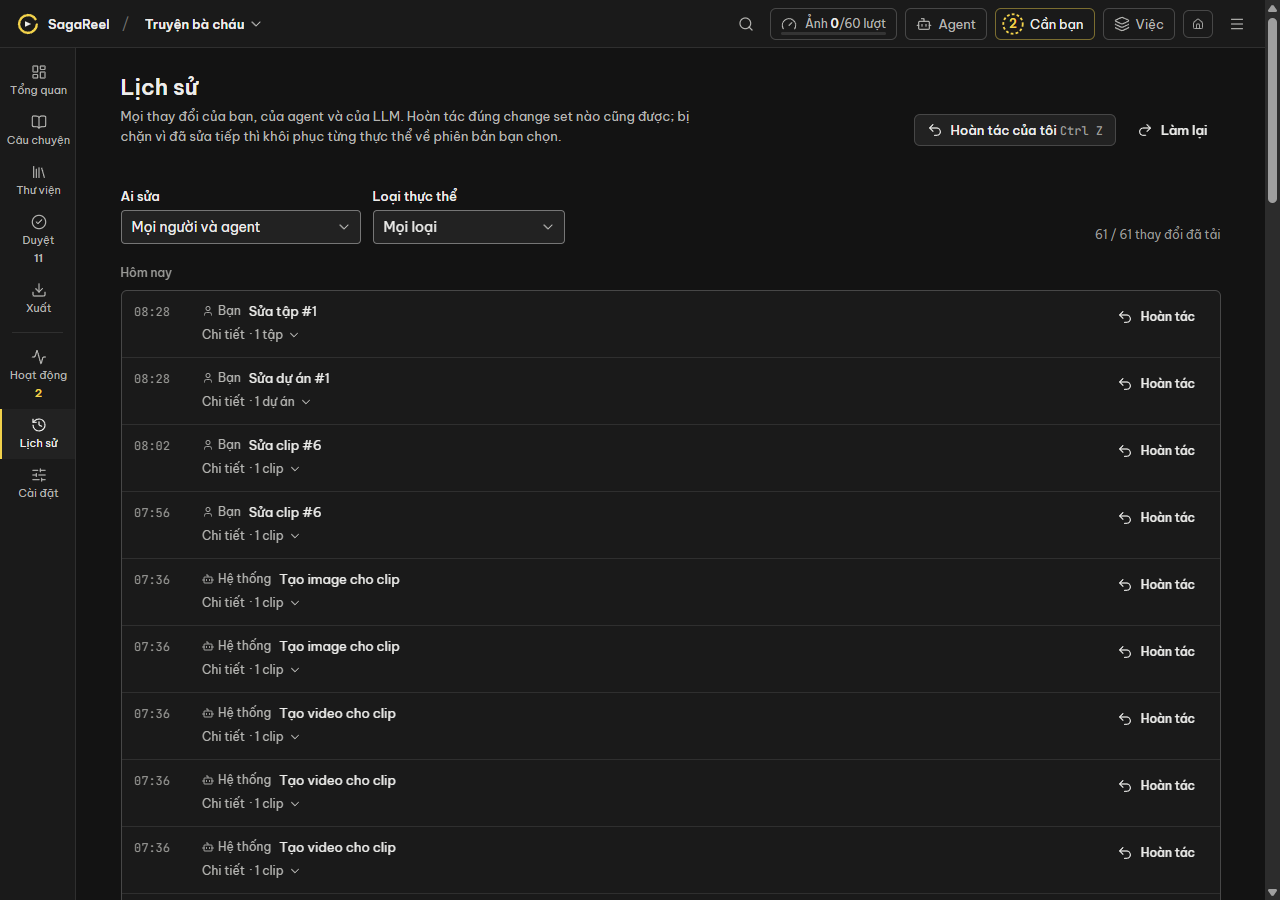 SagaReel / Truyện bà cháu
Ảnh 0/60 lượt
Agent
2 Cần bạn
Việc
Tổng quan
Câu chuyện
Thư viện
Duyệt
11
Xuất
Hoạt động
2
Lịch sử
Cài đặt
Lịch sử
Mọi thay đổi của bạn, của agent và của LLM. Hoàn tác đúng change set nào cũng được; bị
chặn vì đã sửa tiếp thì khôi phục từng thực thể về phiên bản bạn chọn.
Hoàn tác của tôi Ctrl Z
Làm lại
Ai sửa
Mọi người và agent
Loại thực thể
Mọi loại
61 / 61 thay đổi đã tải
Hôm nay
08:28 Bạn Sửa tập #1 Hoàn tác
Chi tiết · 1 tập
08:28 Bạn Sửa dự án #1 Hoàn tác
Chi tiết · 1 dự án
08:02 Bạn Sửa clip #6 Hoàn tác
Chi tiết · 1 clip
07:56 Bạn Sửa clip #6 Hoàn tác
Chi tiết · 1 clip
07:36 Hệ thống Tạo image cho clip Hoàn tác
Chi tiết · 1 clip
07:36 Hệ thống Tạo image cho clip Hoàn tác
Chi tiết · 1 clip
07:36 Hệ thống Tạo video cho clip Hoàn tác
Chi tiết · 1 clip
07:36 Hệ thống Tạo video cho clip Hoàn tác
Chi tiết · 1 clip
07:36 Hệ thống Tạo video cho clip Hoàn tác
Chi tiết · 1 clip